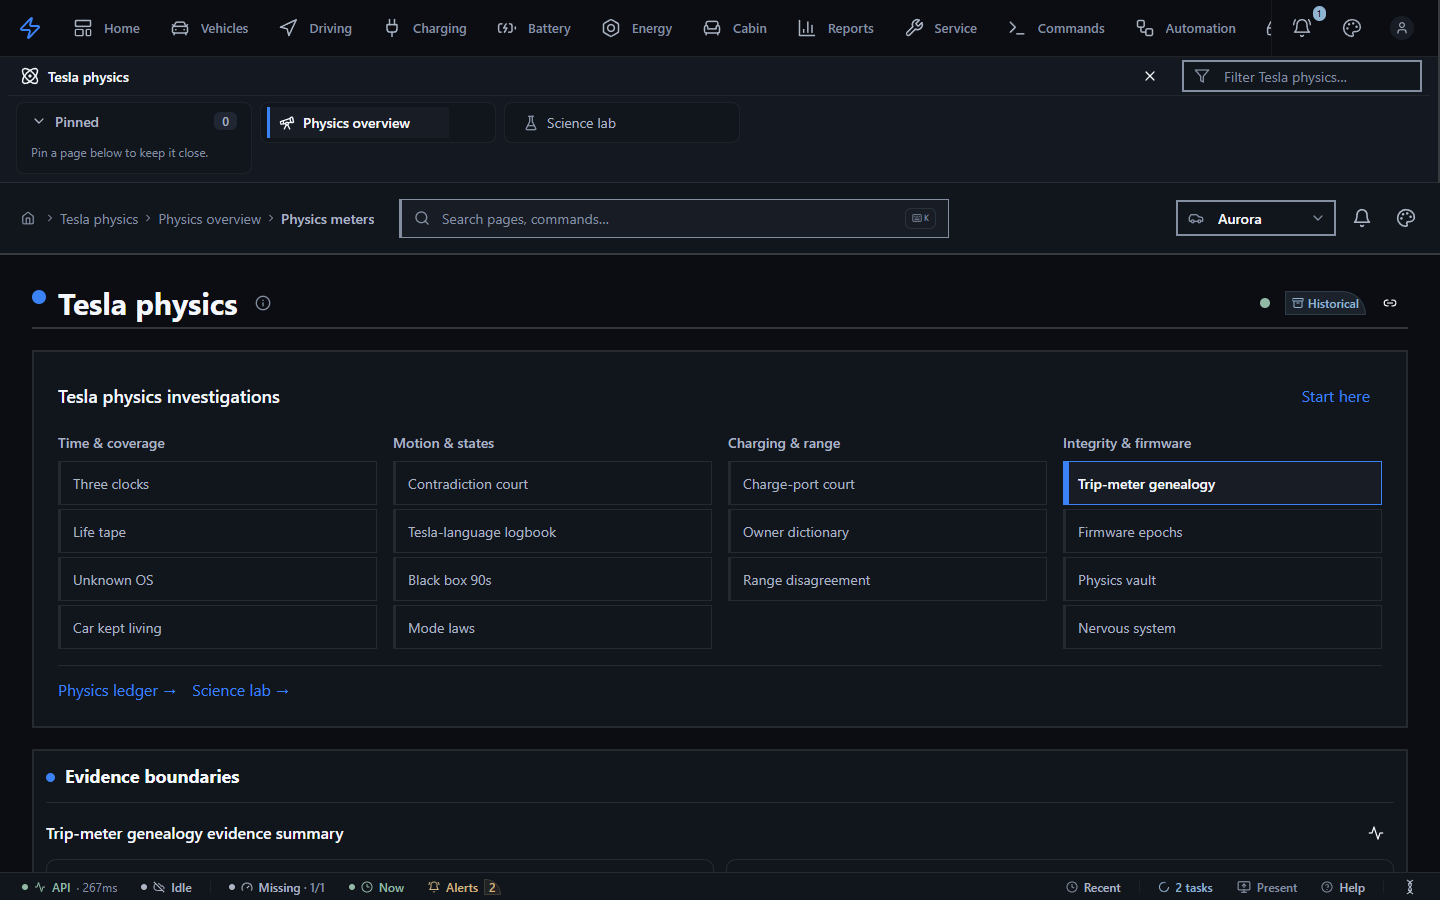 Home Vehicles Driving Charging Battery Energy Cabin Reports Service Commands Automation 1
Tesla physics Filter Tesla physics...
Pinned 0
Pin a page below to keep it close.
Physics overview
Science lab
Tesla physics Physics overview Physics meters Search pages, commands... K Aurora
Tesla physics Historical
Tesla physics investigations Start here
Time & coverage
Three clocks
Life tape
Unknown OS
Car kept living
Motion & states
Contradiction court
Tesla-language logbook
Black box 90s
Mode laws
Charging & range
Charge-port court
Owner dictionary
Range disagreement
Integrity & firmware
Trip-meter genealogy
Firmware epochs
Physics vault
Nervous system
Physics ledger → Science lab →
Evidence boundaries
Trip-meter genealogy evidence summary
API · 267ms Idle Missing · 1/1 Now Alerts 2 Recent 2 tasks Present Help